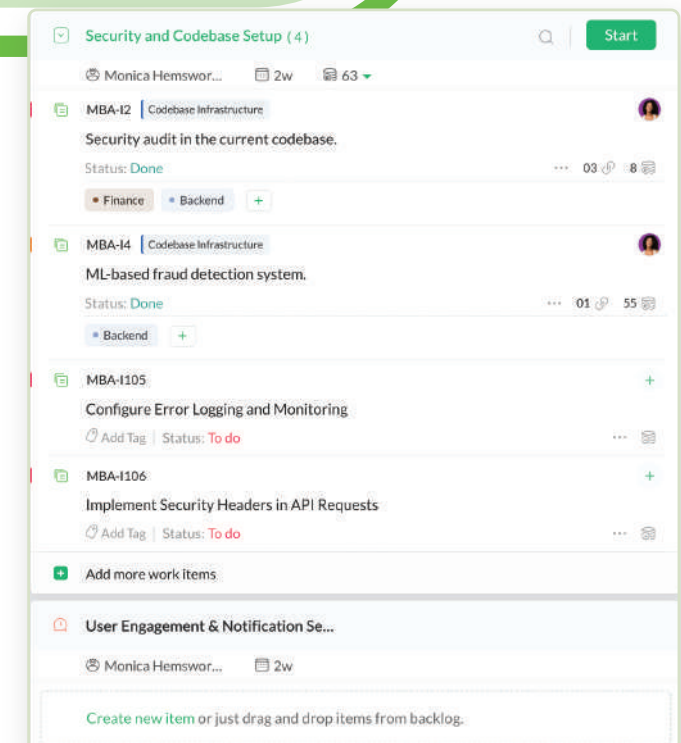 Security and Codebase Setup (4)
Start
Monica Hemswor... 2w 63
MBA-I2 Codebase Infrastructure
Security audit in the current codebase.
Status: Done ... 03 8
• Finance • Backend +
MBA-I4 Codebase Infrastructure
ML-based fraud detection system.
Status: Done ... 01 55
• Backend +
MBA-I105 +
Configure Error Logging and Monitoring
Add Tag | Status: To do ...
MBA-I106 +
Implement Security Headers in API Requests
Add Tag | Status: To do ...
+ Add more work items
User Engagement & Notification Se...
Monica Hemswor... 2w
Create new item or just drag and drop items from backlog.